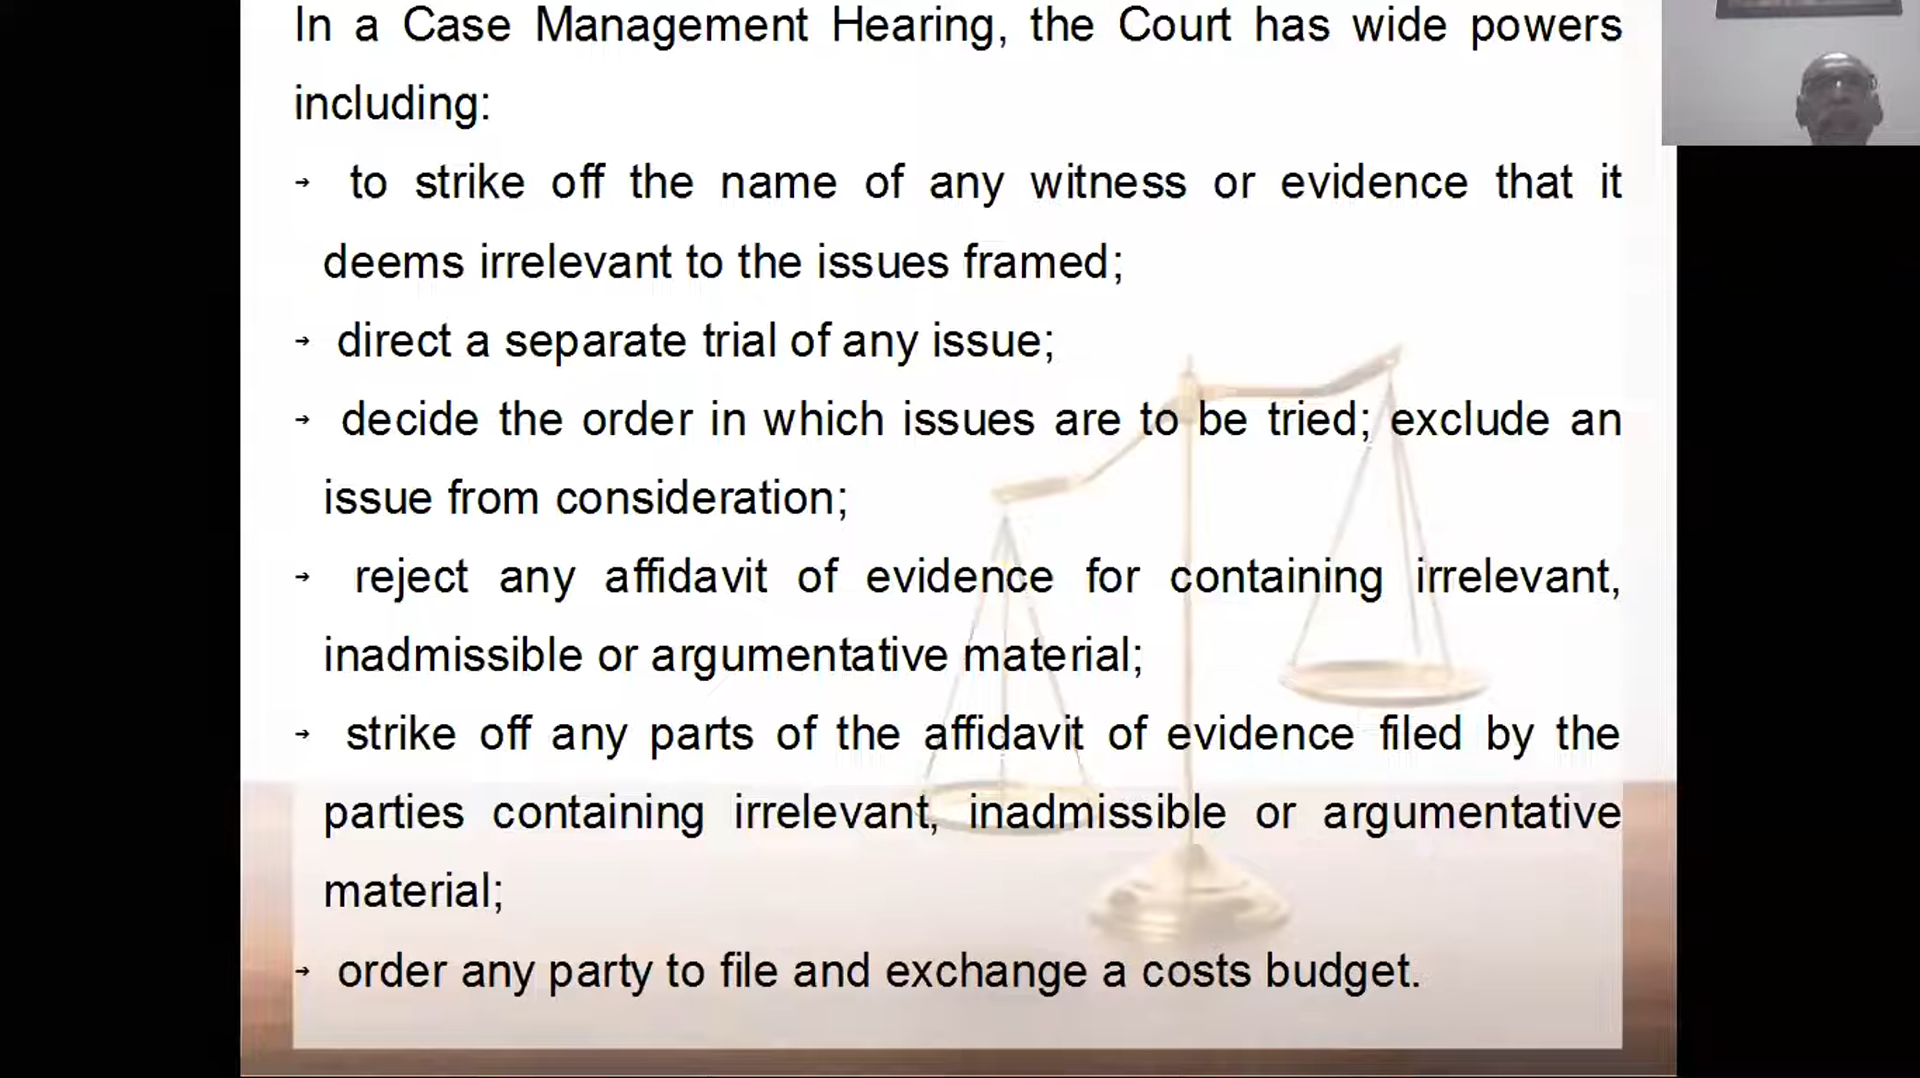 In a Case Management Hearing, the Court has wide powers
including:
→ to strike off the name of any witness or evidence that it
deems irrelevant to the issues framed;
→ direct a separate trial of any issue;
→ decide the order in which issues are to be tried; exclude an
issue from consideration;
→ reject any affidavit of evidence for containing irrelevant,
inadmissible or argumentative material;
→ strike off any parts of the affidavit of evidence filed by the
parties containing irrelevant, inadmissible or argumentative
material;
→ order any party to file and exchange a costs budget.